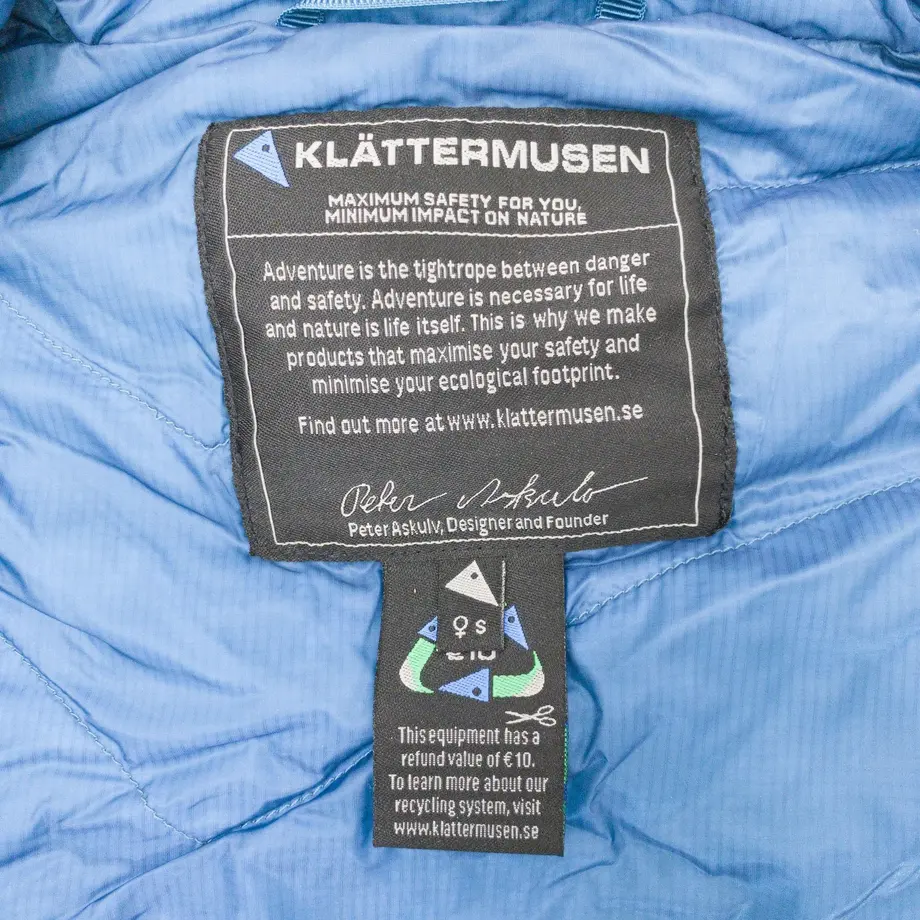 KLÄTTERMUSEN
MAXIMUM SAFETY FOR YOU,
MINIMUM IMPACT ON NATURE
Adventure is the tightrope between danger
and safety. Adventure is necessary for life
and nature is life itself. This is why we make
products that maximise your safety and
minimise your ecological footprint.
Find out more at www.klattermusen.se
Peter Askulv
Peter Askulv, Designer and Founder
♀ S
€10
This equipment has a
refund value of €10.
To learn more about our
recycling system, visit
www.klattermusen.se